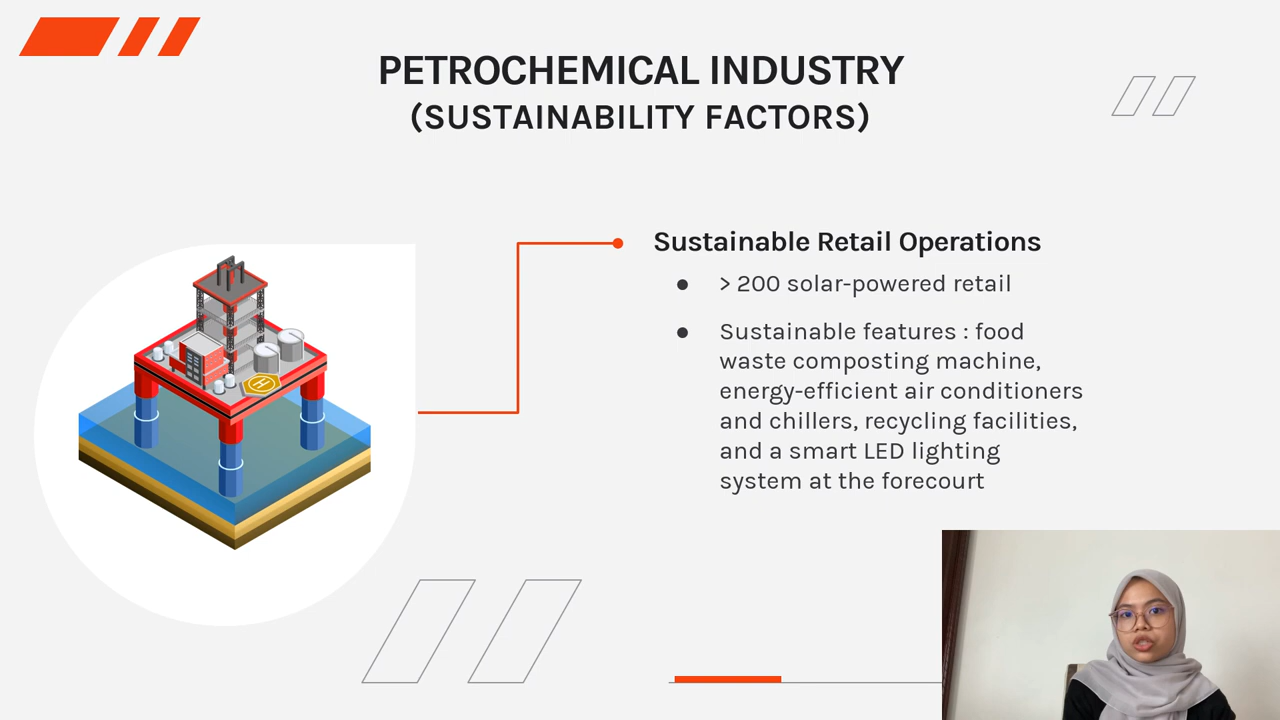 PETROCHEMICAL INDUSTRY
(SUSTAINABILITY FACTORS)
Sustainable Retail Operations
● > 200 solar-powered retail
● Sustainable features : food
waste composting machine,
energy-efficient air conditioners
and chillers, recycling facilities,
and a smart LED lighting
system at the forecourt
H